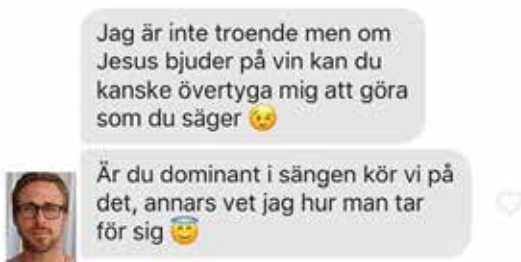 Jag är inte troende men om
Jesus bjuder på vin kan du
kanske övertyga mig att göra
som du säger 😉
Är du dominant i sängen kör vi på
det, annars vet jag hur man tar
för sig 😇